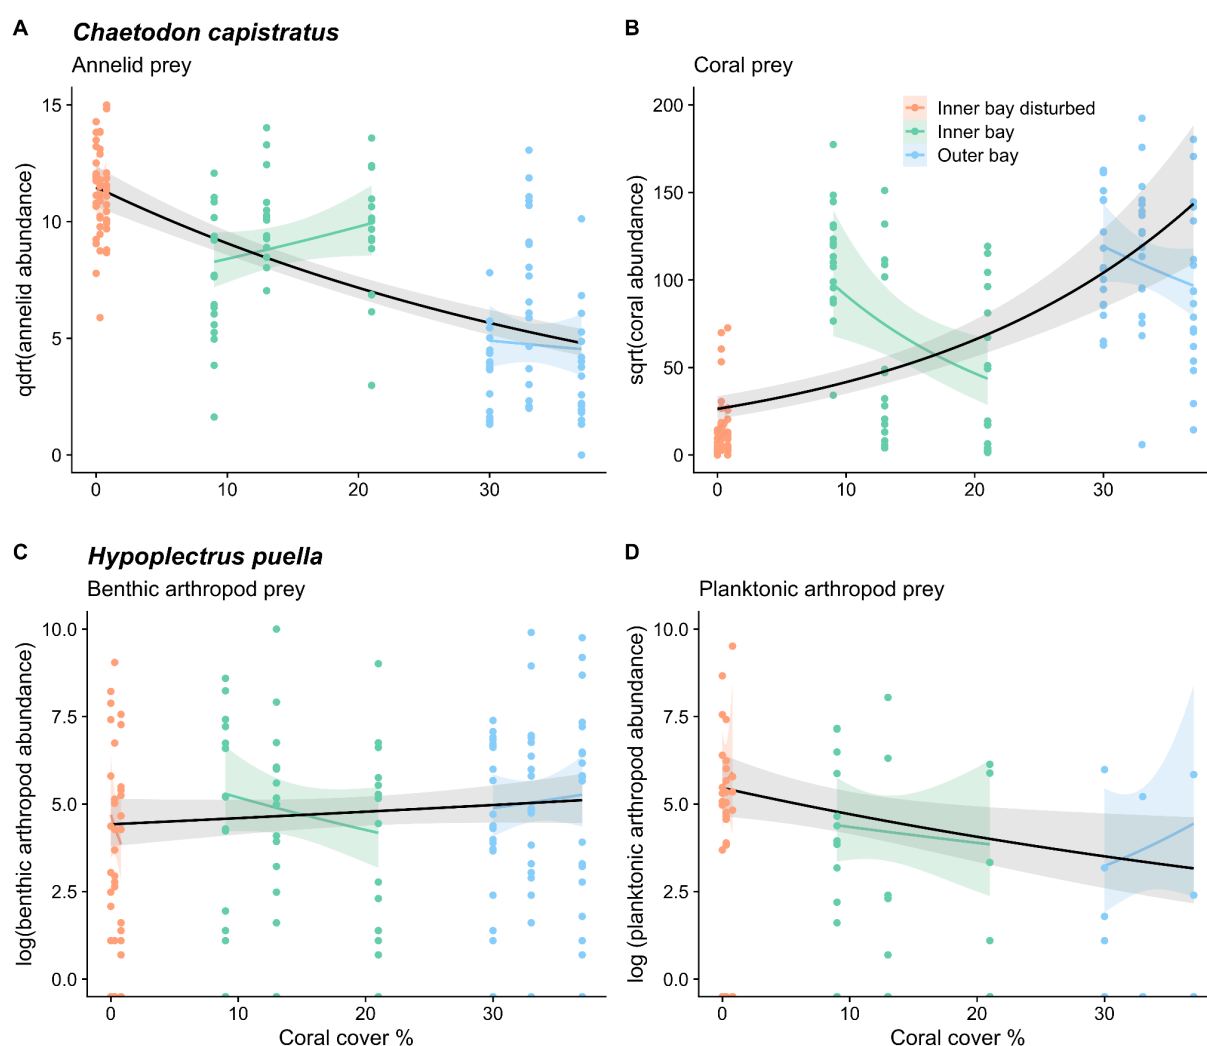 A
Chaetodon capistratus
Annelid prey
15
10
5
0
qdrt(annelid abundance)
0 10 20 30
B
Coral prey
Inner bay disturbed
Inner bay
Outer bay
200
150
100
50
0
sqrt(coral abundance)
0 10 20 30
C
Hypoplectrus puella
Benthic arthropod prey
10.0
7.5
5.0
2.5
0.0
log(benthic arthropod abundance)
0 10 20 30
Coral cover %
D
Planktonic arthropod prey
10.0
7.5
5.0
2.5
0.0
log (planktonic arthropod abundance)
0 10 20 30
Coral cover %